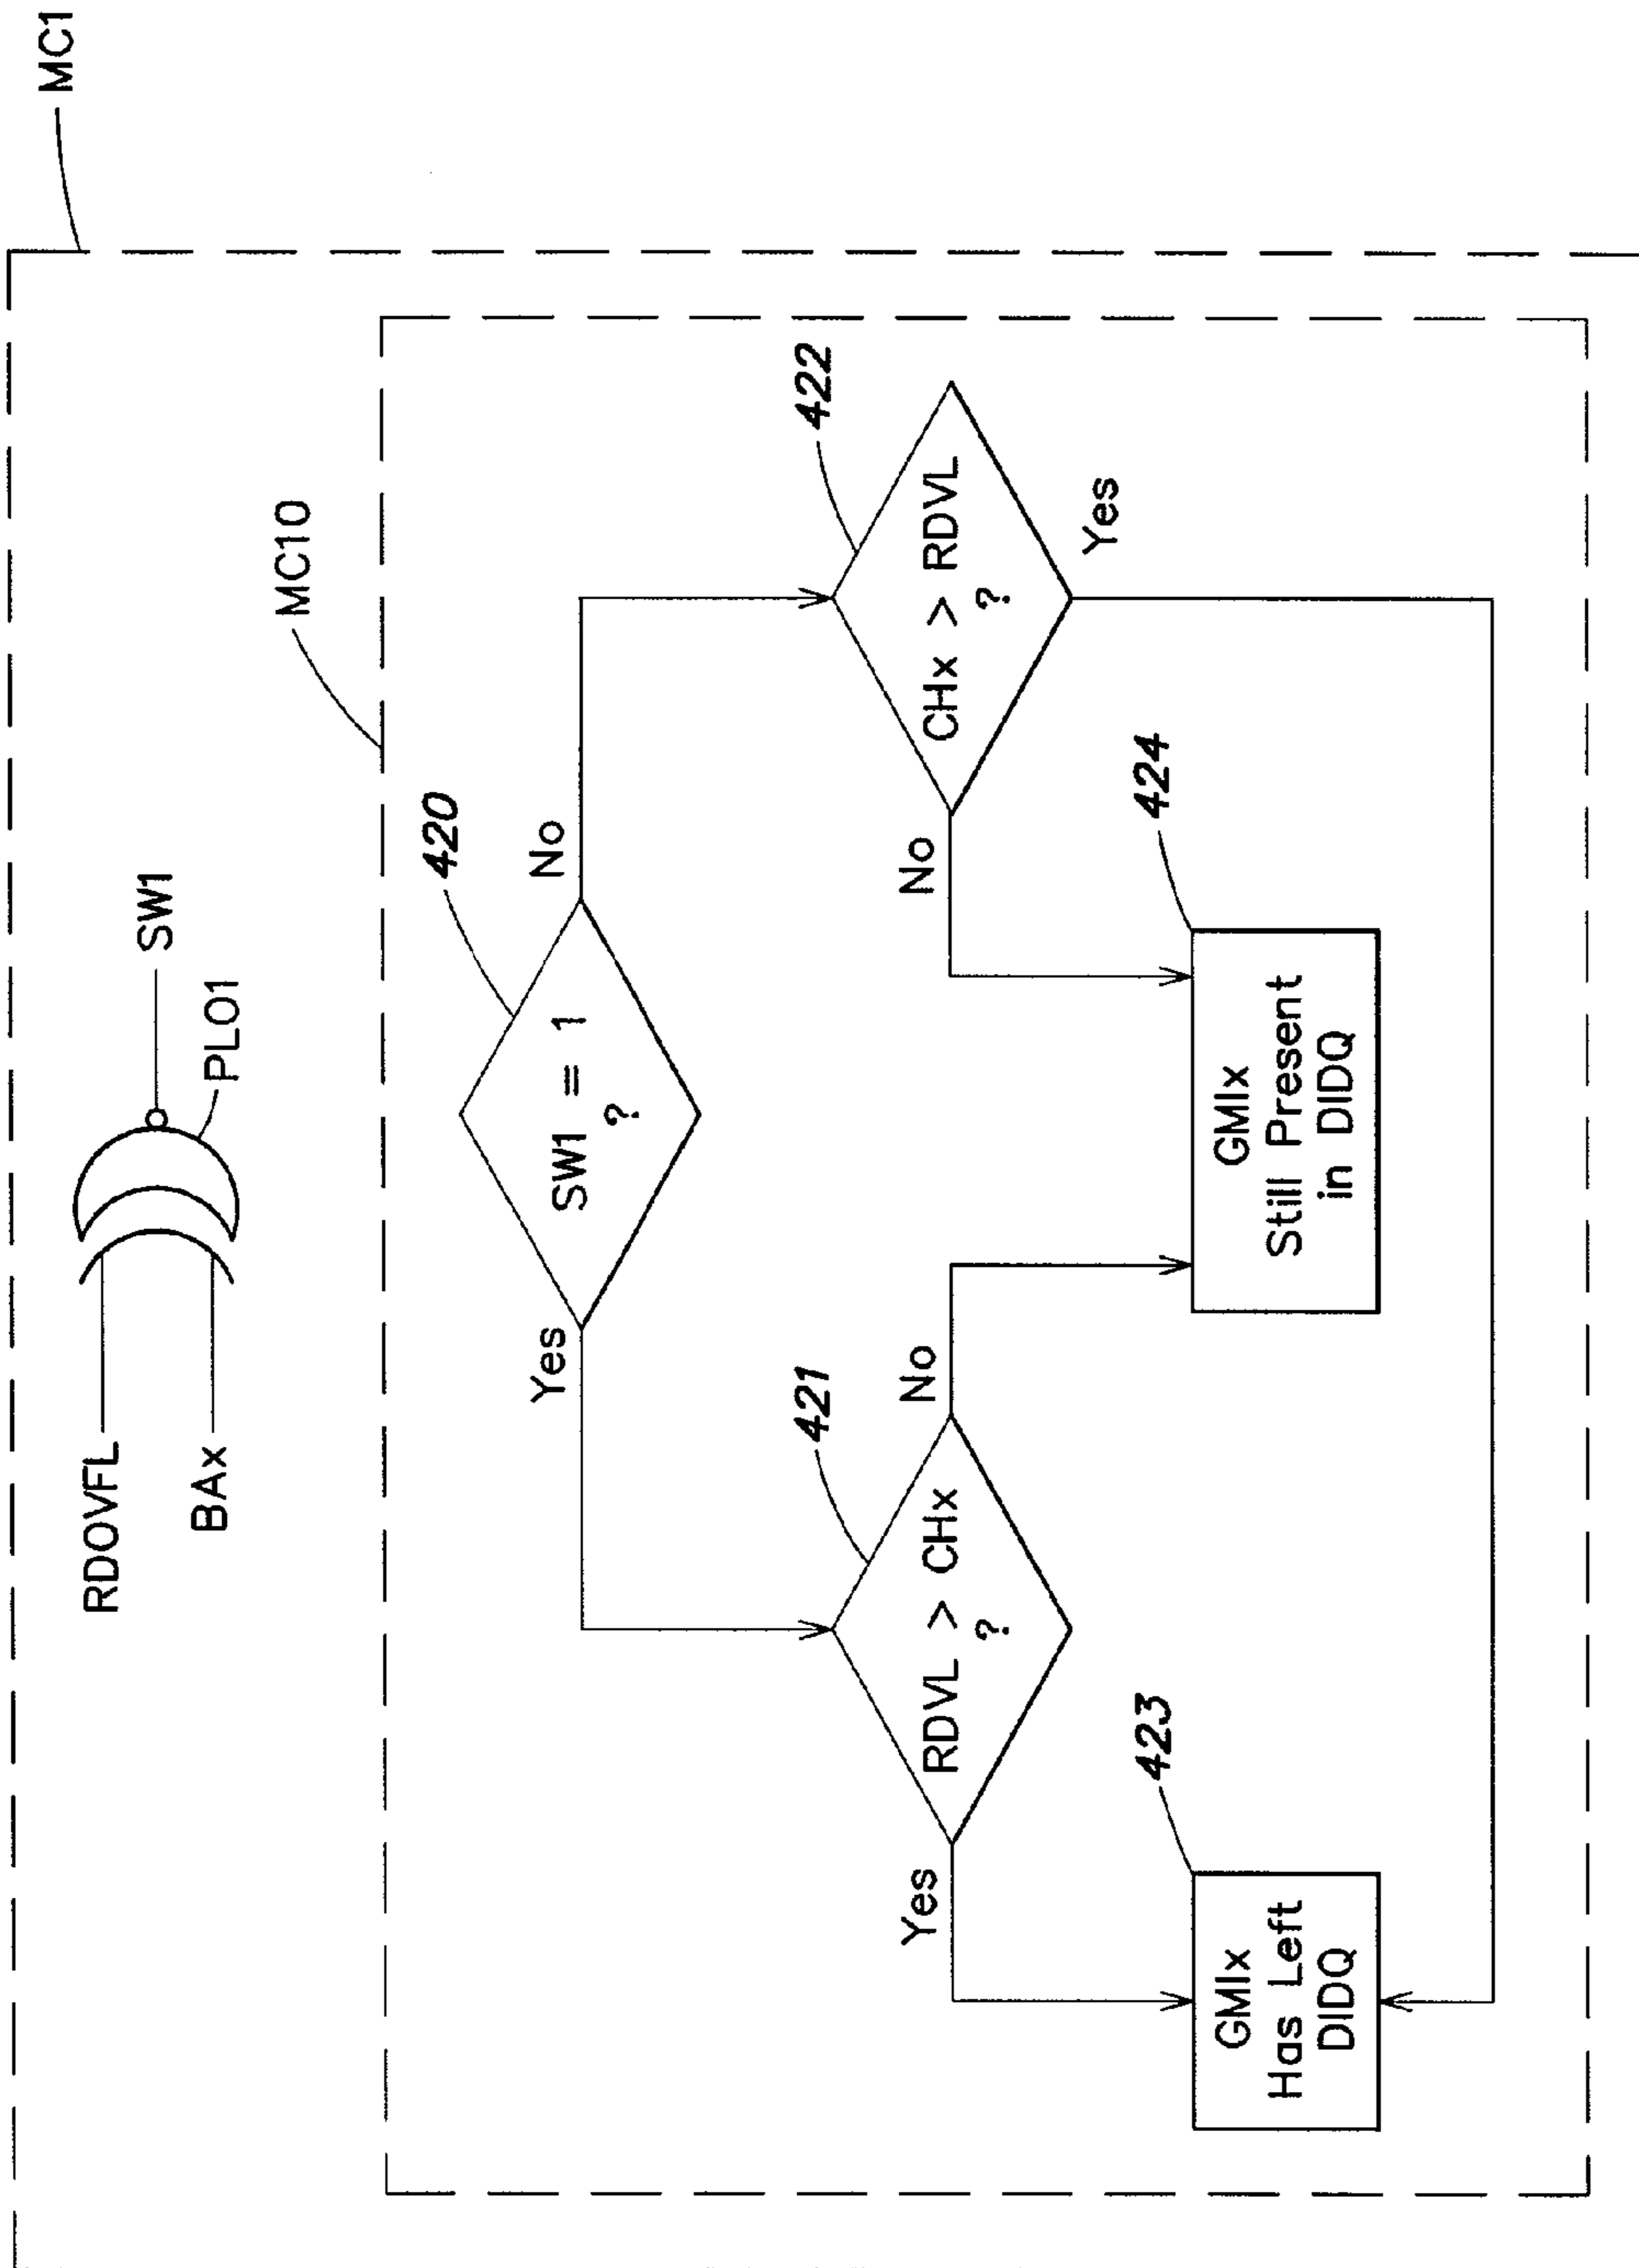 MC1
RDOVFL
BAx
SW1
PLO1
MC10
420
SW1 = 1
?
Yes
No
421
RDVL > CHx
?
Yes
No
422
CHx > RDVL
?
No
Yes
423
GMIx
Has Left
DIDQ
424
GMIx
Still Present
in DIDQ